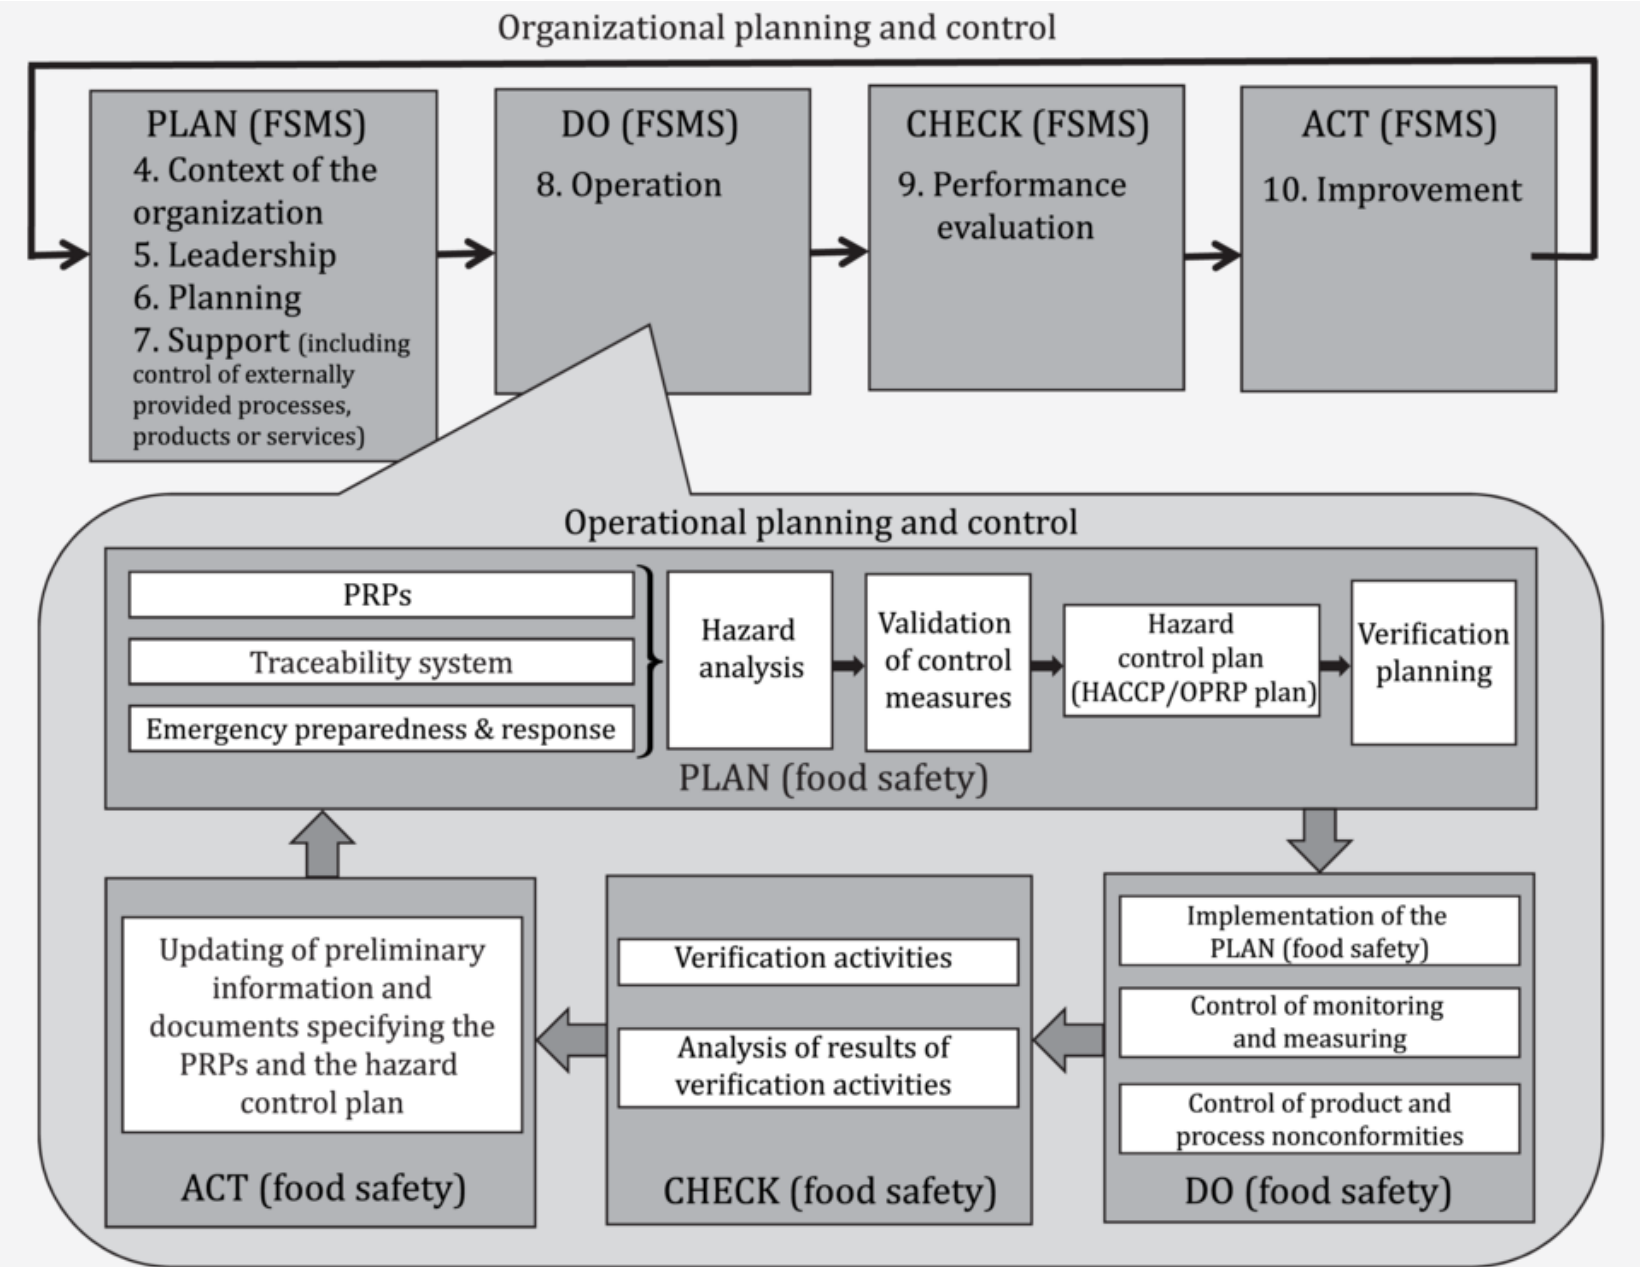 Organizational planning and control
PLAN (FSMS)
4. Context of the
organization
5. Leadership
6. Planning
7. Support (including
control of externally
provided processes,
products or services)
DO (FSMS)
8. Operation
CHECK (FSMS)
9. Performance
evaluation
ACT (FSMS)
10. Improvement
Operational planning and control
PRPs
Traceability system
Emergency preparedness & response
Hazard
analysis
Validation
of control
measures
Hazard
control plan
(HACCP/OPRP plan)
Verification
planning
PLAN (food safety)
Implementation of the
PLAN (food safety)
Control of monitoring
and measuring
Control of product and
process nonconformities
DO (food safety)
Verification activities
Analysis of results of
verification activities
CHECK (food safety)
Updating of preliminary
information and
documents specifying the
PRPs and the hazard
control plan
ACT (food safety)